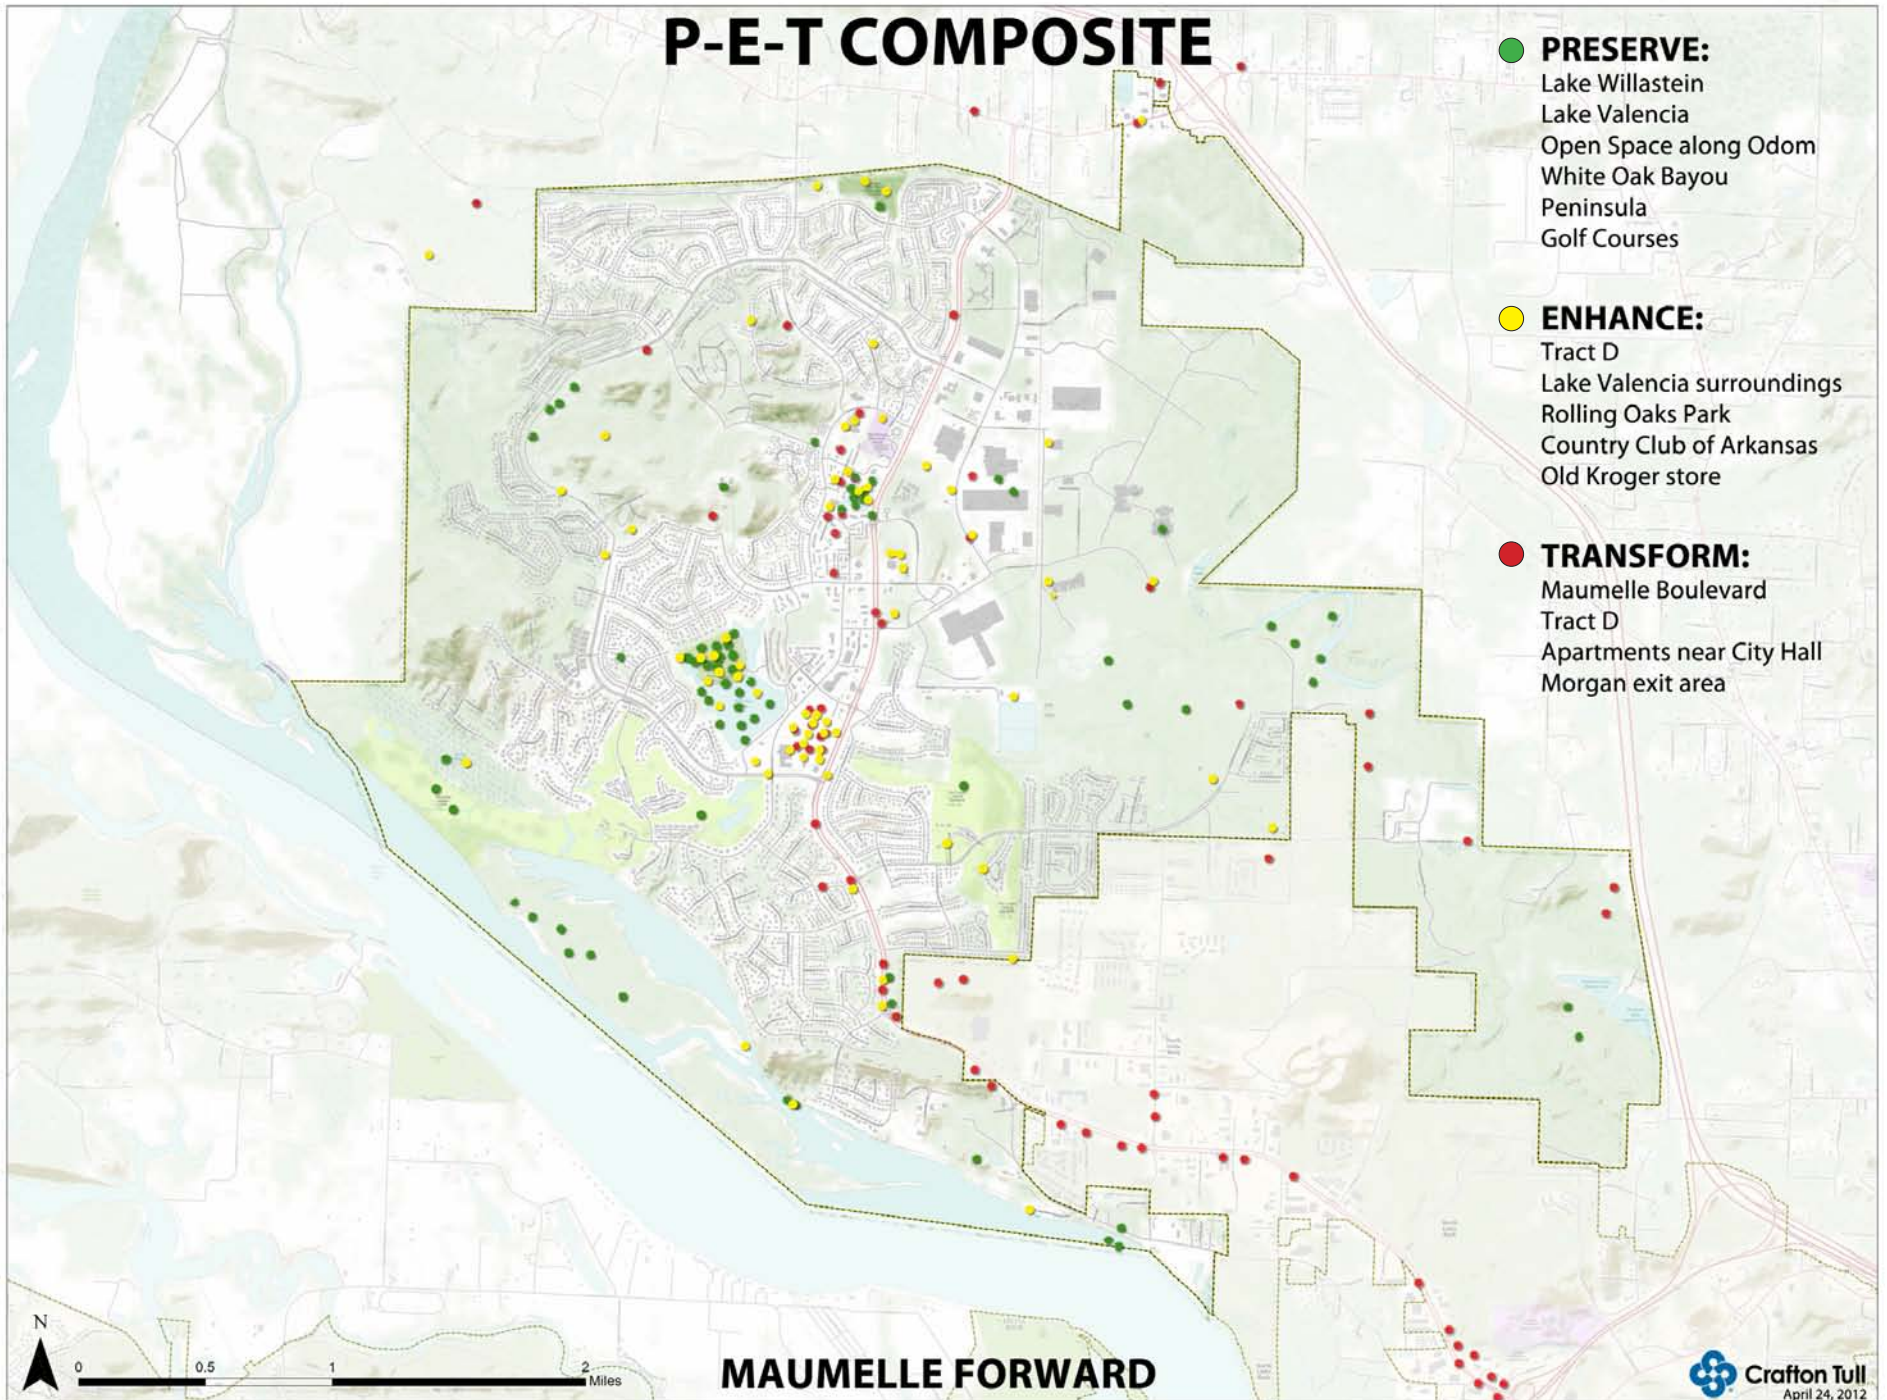 P-E-T COMPOSITE
PRESERVE:
Lake Willastein
Lake Valencia
Open Space along Odom
White Oak Bayou
Peninsula
Golf Courses
ENHANCE:
Tract D
Lake Valencia surroundings
Rolling Oaks Park
Country Club of Arkansas
Old Kroger store
TRANSFORM:
Maumelle Boulevard
Tract D
Apartments near City Hall
Morgan exit area
N
0 0.5 1 2
Miles
MAUMELLE FORWARD
Crafton Tull
April 24, 2012